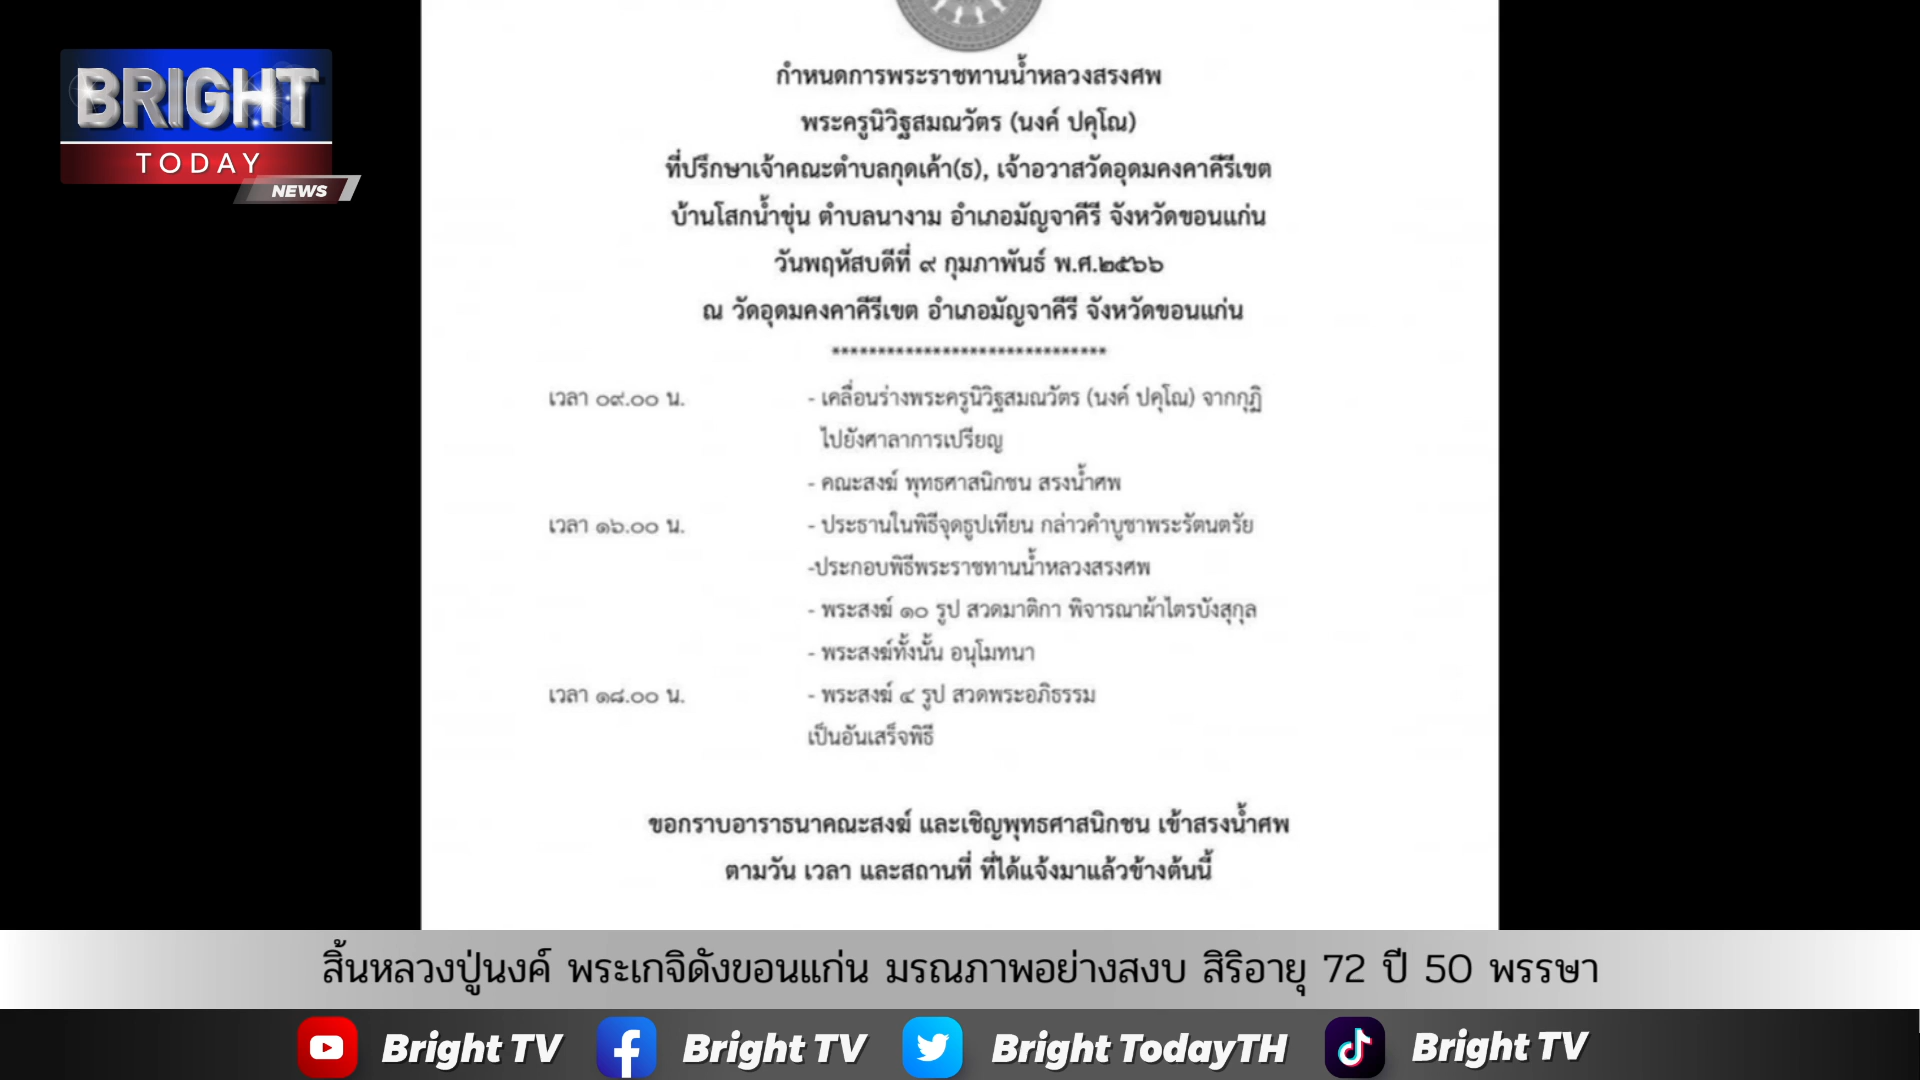 BRIGHT
TODAY
NEWS
กำหนดการพระราชทานน้ำหลวงสรงศพ
พระครูนิวิฐสมณวัตร (นงค์ ปคุโณ)
ที่ปรึกษาเจ้าคณะตำบลกุดเค้า(ธ), เจ้าอาวาสวัดอุดมคงคาคีรีเขต
บ้านโสกน้ำขุ่น ตำบลนางาม อำเภอมัญจาคีรี จังหวัดขอนแก่น
วันพฤหัสบดีที่ ๙ กุมภาพันธ์ พ.ศ.๒๕๖๖
ณ วัดอุดมคงคาคีรีเขต อำเภอมัญจาคีรี จังหวัดขอนแก่น
******************************
เวลา ๐๙.๐๐ น. - เคลื่อนร่างพระครูนิวิฐสมณวัตร (นงค์ ปคุโณ) จากกุฏิ
ไปยังศาลาการเปรียญ
- คณะสงฆ์ พุทธศาสนิกชน สรงน้ำศพ
เวลา ๑๖.๐๐ น. - ประธานในพิธีจุดธูปเทียน กล่าวคำบูชาพระรัตนตรัย
-ประกอบพิธีพระราชทานน้ำหลวงสรงศพ
- พระสงฆ์ ๑๐ รูป สวดมาติกา พิจารณาผ้าไตรบังสุกุล
- พระสงฆ์ทั้งนั้น อนุโมทนา
เวลา ๑๘.๐๐ น. - พระสงฆ์ ๔ รูป สวดพระอภิธรรม
เป็นอันเสร็จพิธี
ขอกราบอาราธนาคณะสงฆ์ และเชิญพุทธศาสนิกชน เข้าสรงน้ำศพ
ตามวัน เวลา และสถานที่ ที่ได้แจ้งมาแล้วข้างต้นนี้
สิ้นหลวงปู่นงค์ พระเกจิดังขอนแก่น มรณภาพอย่างสงบ สิริอายุ 72 ปี 50 พรรษา
Bright TV Bright TV Bright TodayTH Bright TV